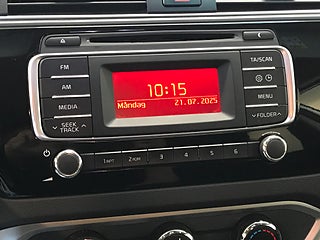 FM
AM
MEDIA
SEEK
TRACK
10:15
Måndag 21.07.2025
TA/SCAN
MENU
FOLDER
1 RPT 2 RDM 3 4 5 6